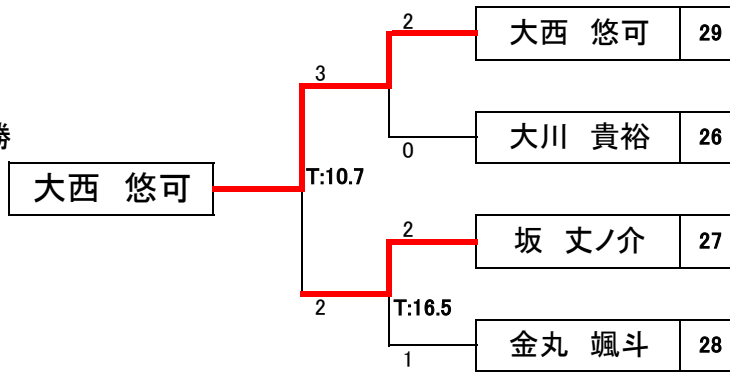 2
大西 悠可 29
3
勝
大川 貴裕 26
0
T:10.7
大西 悠可
2
坂 丈ノ介 27
2
T:16.5
金丸 颯斗 28
1